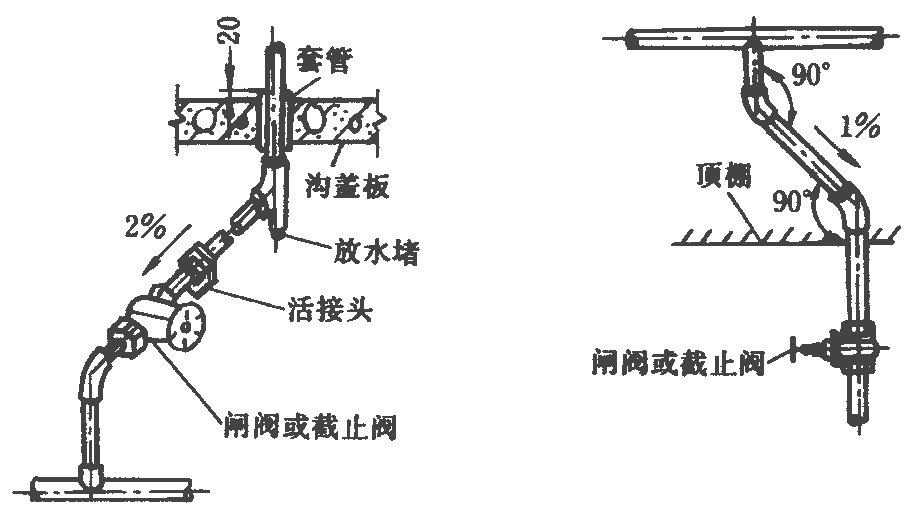 20
套管
沟盖板
2%
放水堵
活接头
闸阀或截止阀
90°
1%
顶棚
90°
闸阀或截止阀